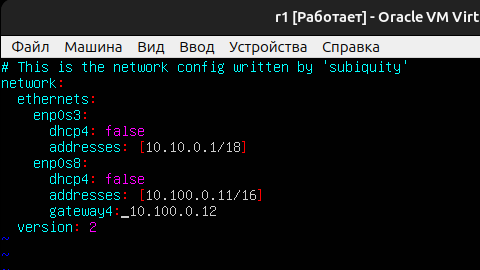 r1 [Работает] - Oracle VM Virt
Файл Машина Вид Ввод Устройства Справка
# This is the network config written by 'subiquity'
network:
  ethernets:
    enp0s3:
      dhcp4: false
      addresses: [10.10.0.1/18]
    enp0s8:
      dhcp4: false
      addresses: [10.100.0.11/16]
      gateway4: 10.100.0.12
  version: 2
~
~